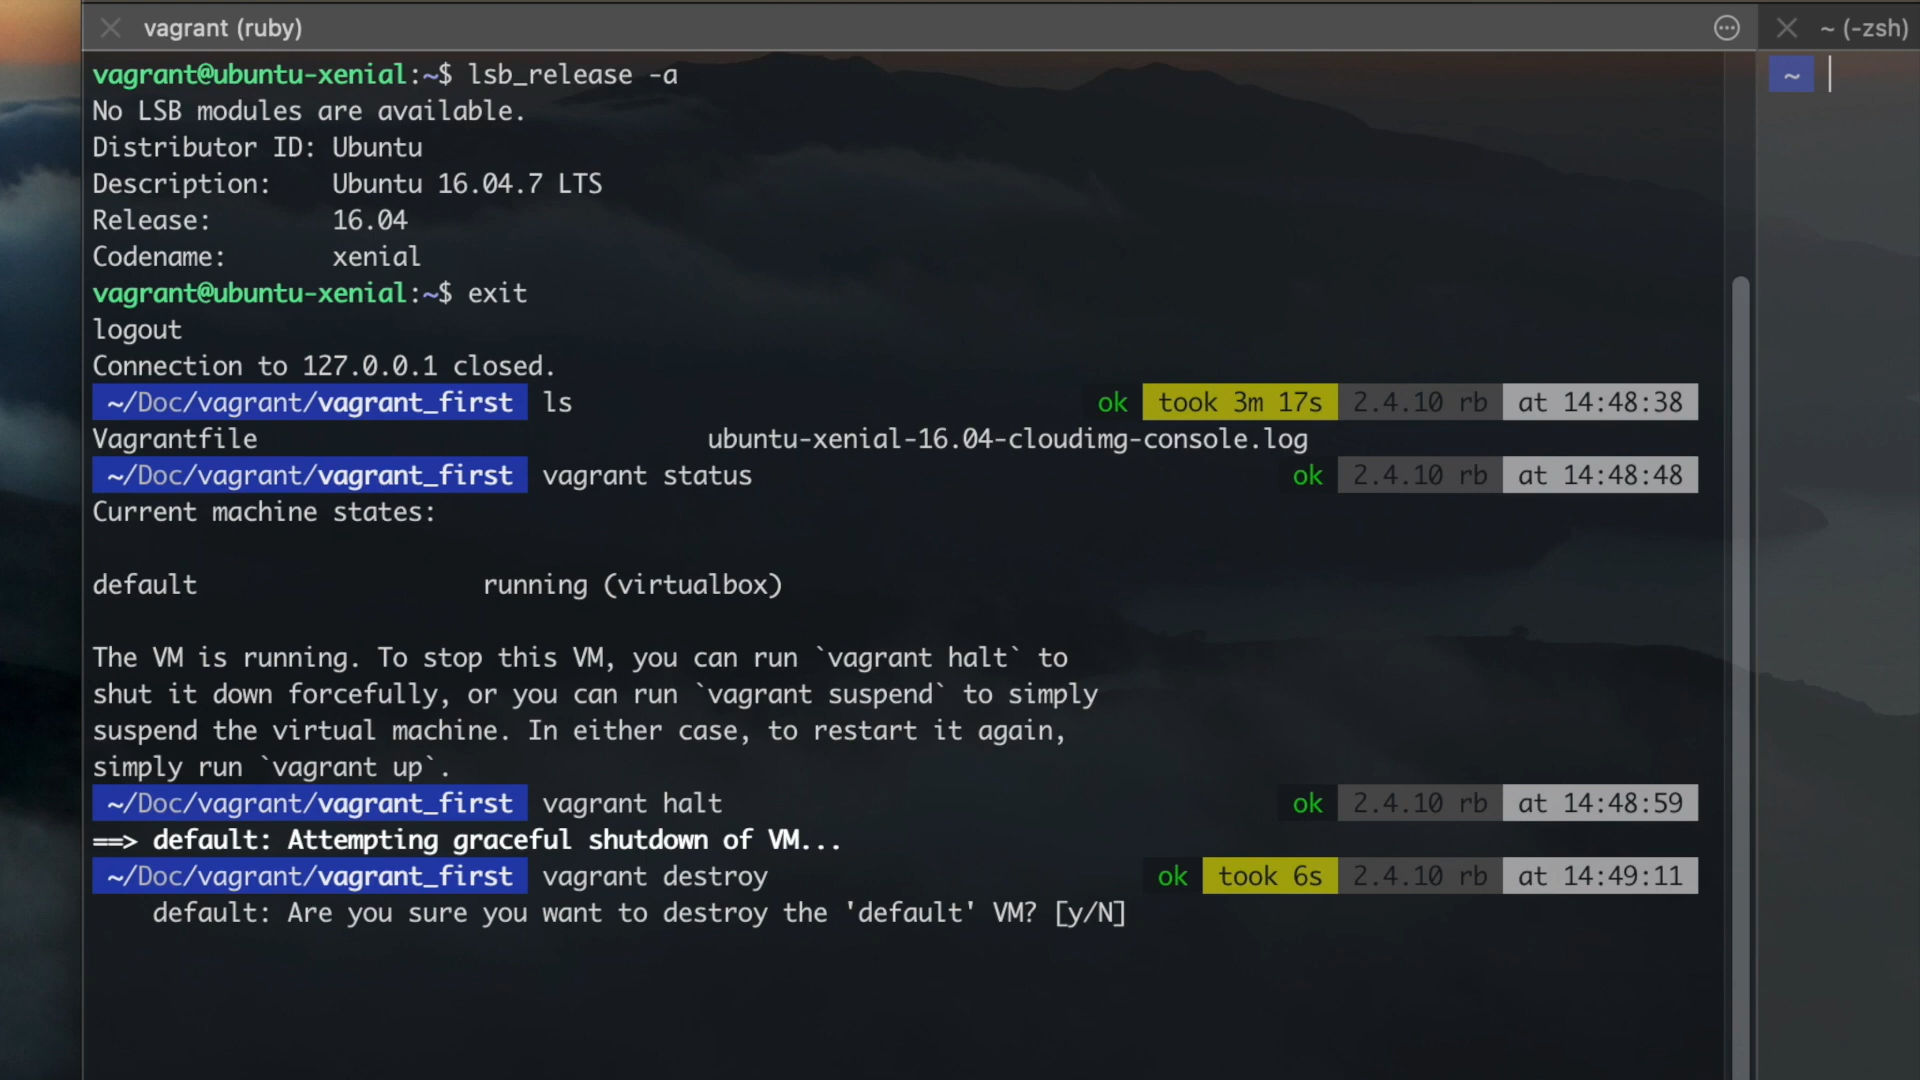 vagrant (ruby)
~ (-zsh)
vagrant@ubuntu-xenial:~$ lsb_release -a
~
No LSB modules are available.
Distributor ID: Ubuntu
Description:    Ubuntu 16.04.7 LTS
Release:        16.04
Codename:       xenial
vagrant@ubuntu-xenial:~$ exit
logout
Connection to 127.0.0.1 closed.
~/Doc/vagrant/vagrant_first ls ok took 3m 17s 2.4.10 rb at 14:48:38
Vagrantfile ubuntu-xenial-16.04-cloudimg-console.log
~/Doc/vagrant/vagrant_first vagrant status ok 2.4.10 rb at 14:48:48
Current machine states:
default running (virtualbox)
The VM is running. To stop this VM, you can run `vagrant halt` to
shut it down forcefully, or you can run `vagrant suspend` to simply
suspend the virtual machine. In either case, to restart it again,
simply run `vagrant up`.
~/Doc/vagrant/vagrant_first vagrant halt ok 2.4.10 rb at 14:48:59
==> default: Attempting graceful shutdown of VM...
~/Doc/vagrant/vagrant_first vagrant destroy ok took 6s 2.4.10 rb at 14:49:11
default: Are you sure you want to destroy the 'default' VM? [y/N]